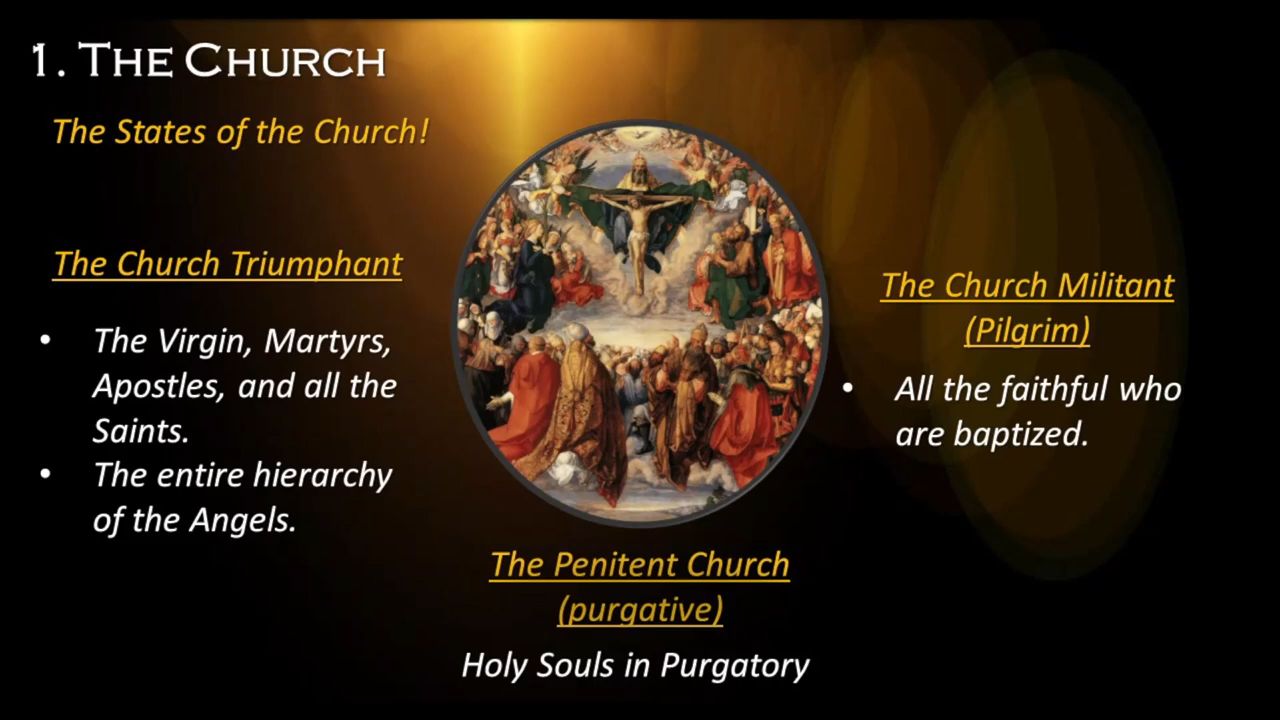 1. THE CHURCH
The States of the Church!
The Church Triumphant
• The Virgin, Martyrs,
Apostles, and all the
Saints.
• The entire hierarchy
of the Angels.
The Church Militant
(Pilgrim)
• All the faithful who
are baptized.
The Penitent Church
(purgative)
Holy Souls in Purgatory